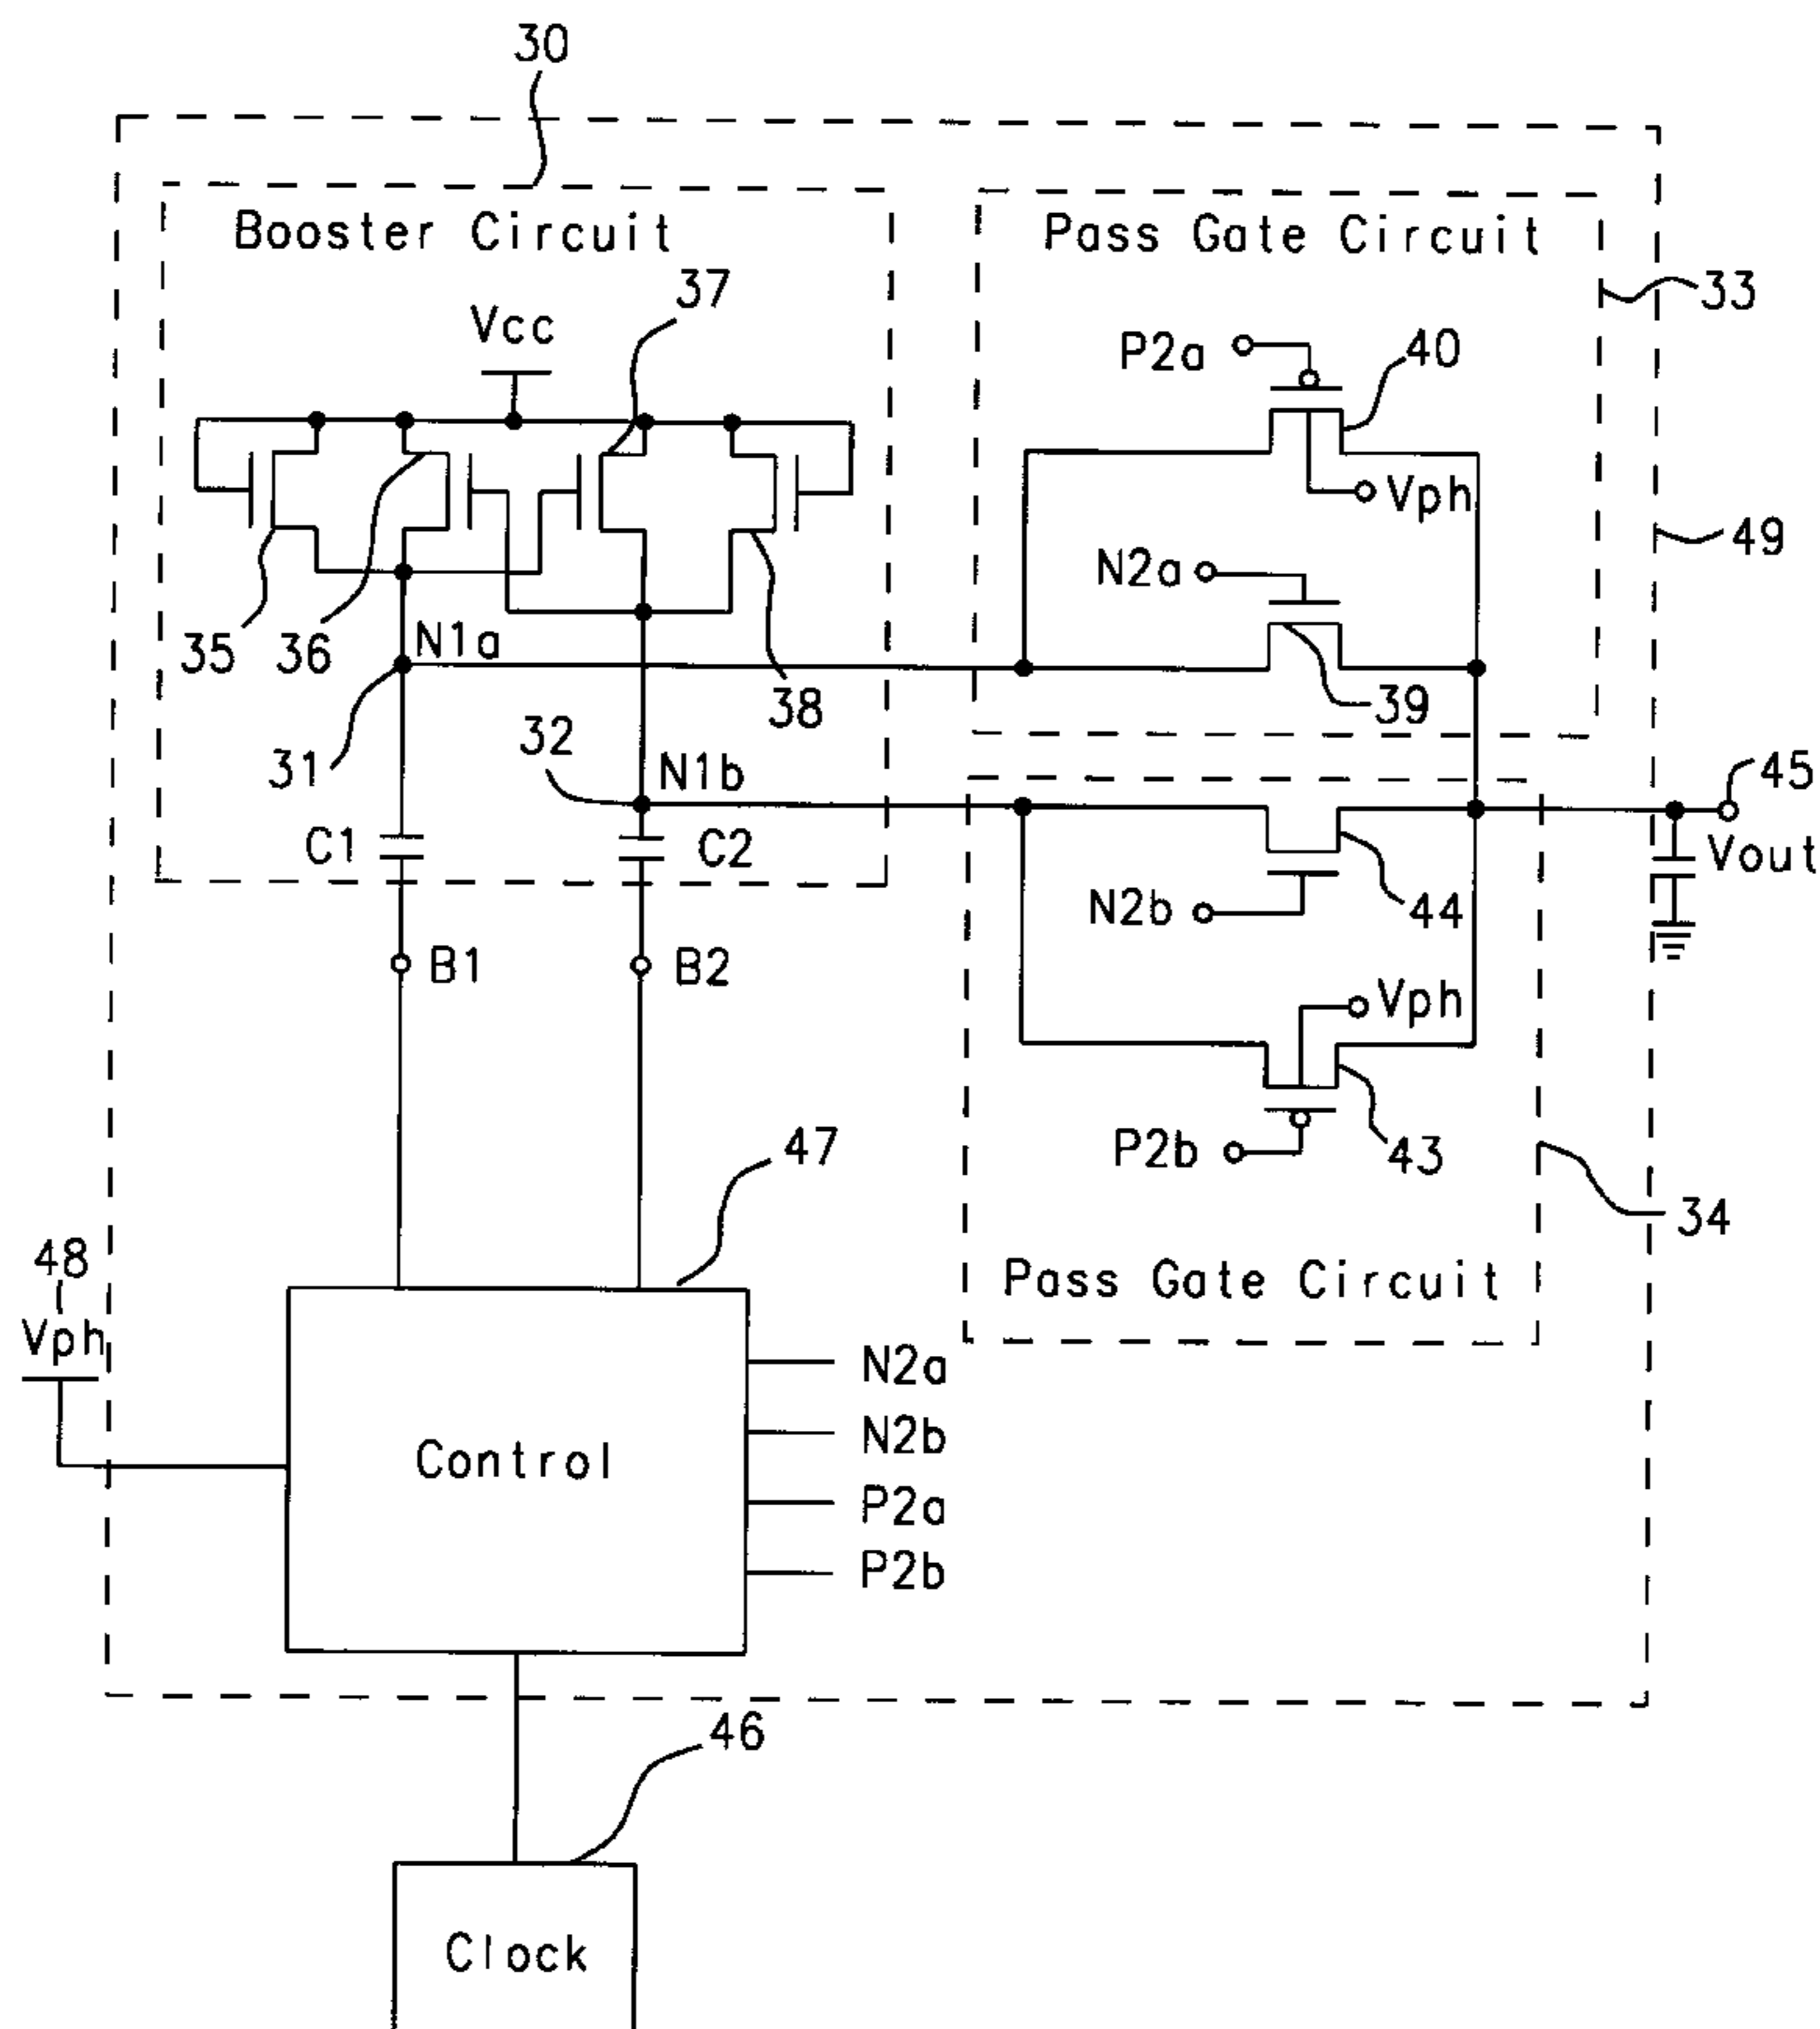 30
Booster Circuit
Pass Gate Circuit
37
33
Vcc
P2a
40
Vph
49
N2a
35
36
N1a
38
39
31
32
N1b
45
C1
C2
Vout
N2b
44
B1
B2
Vph
47
P2b
43
34
48
Pass Gate Circuit
Vph
N2a
N2b
Control
P2a
P2b
46
Clock